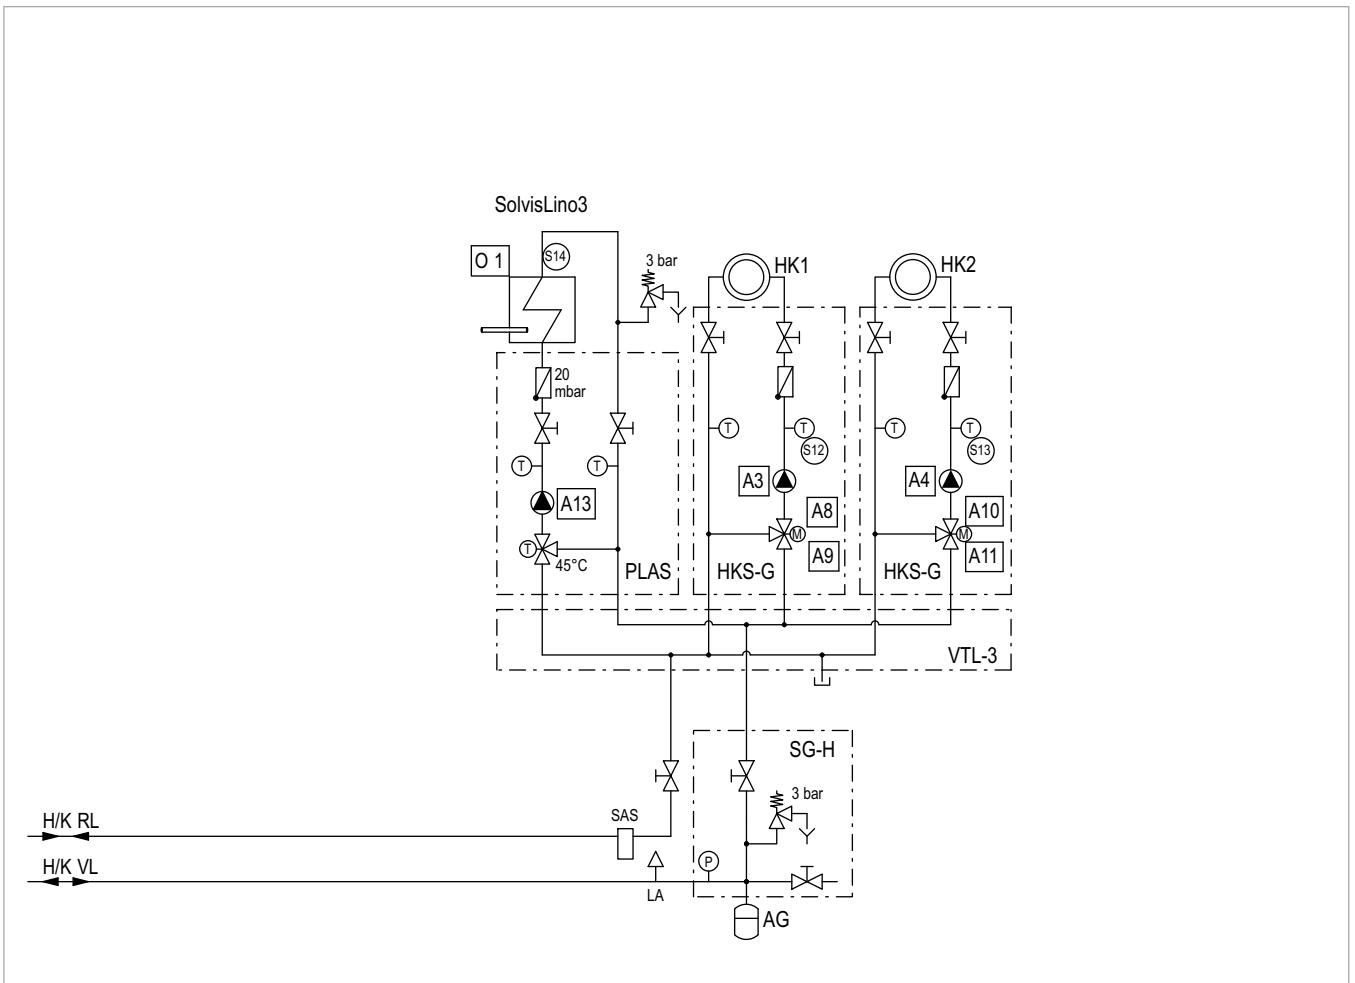 SolvisLino3
O 1
S14
3 bar
HK1
HK2
20
mbar
T
T
T
T
S12
S13
T
T
A3
A4
A13
A8
A10
M
M
T
45°C
A9
A11
PLAS
HKS-G
HKS-G
VTL-3
SG-H
3 bar
H/K RL
SAS
H/K VL
P
LA
AG